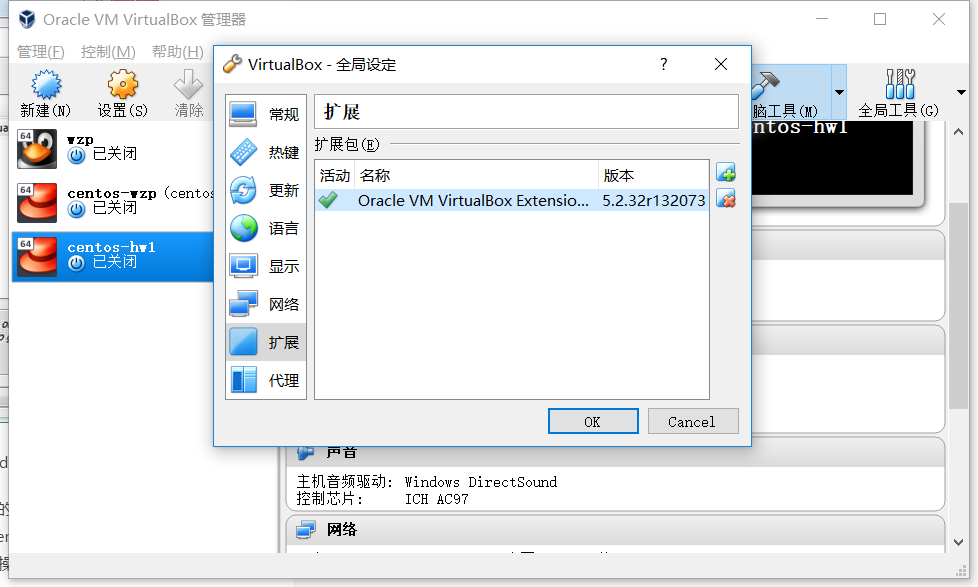 Oracle VM VirtualBox 管理器
管理(F) 控制(M) 帮助(H)
新建(N) 设置(S) 清除
脑工具(M) 全局工具(G)
64 wzp
已关闭
64 centos-wzp (centos
已关闭
64 centos-hw1
已关闭
VirtualBox - 全局设定 ?
常规
热键
更新
语言
显示
网络
扩展
代理
扩展
扩展包(E)
活动 名称 版本
Oracle VM VirtualBox Extensio... 5.2.32r132073
OK Cancel
entos-hw1
声音
主机音频驱动: Windows DirectSound
控制芯片: ICH AC97
网络